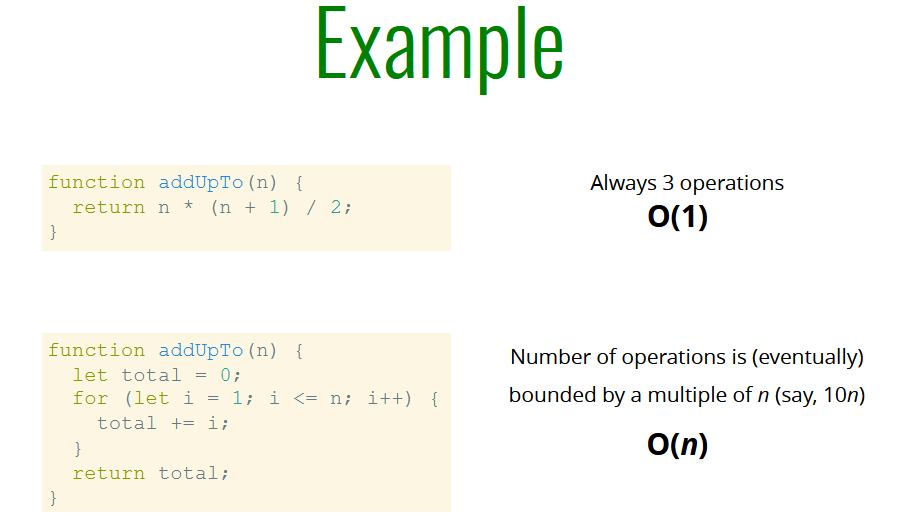 Example
function addUpTo(n) {
  return n * (n + 1) / 2;
}
Always 3 operations
O(1)
function addUpTo(n) {
  let total = 0;
  for (let i = 1; i <= n; i++) {
    total += i;
  }
  return total;
}
Number of operations is (eventually)
bounded by a multiple of n (say, 10n)
O(n)